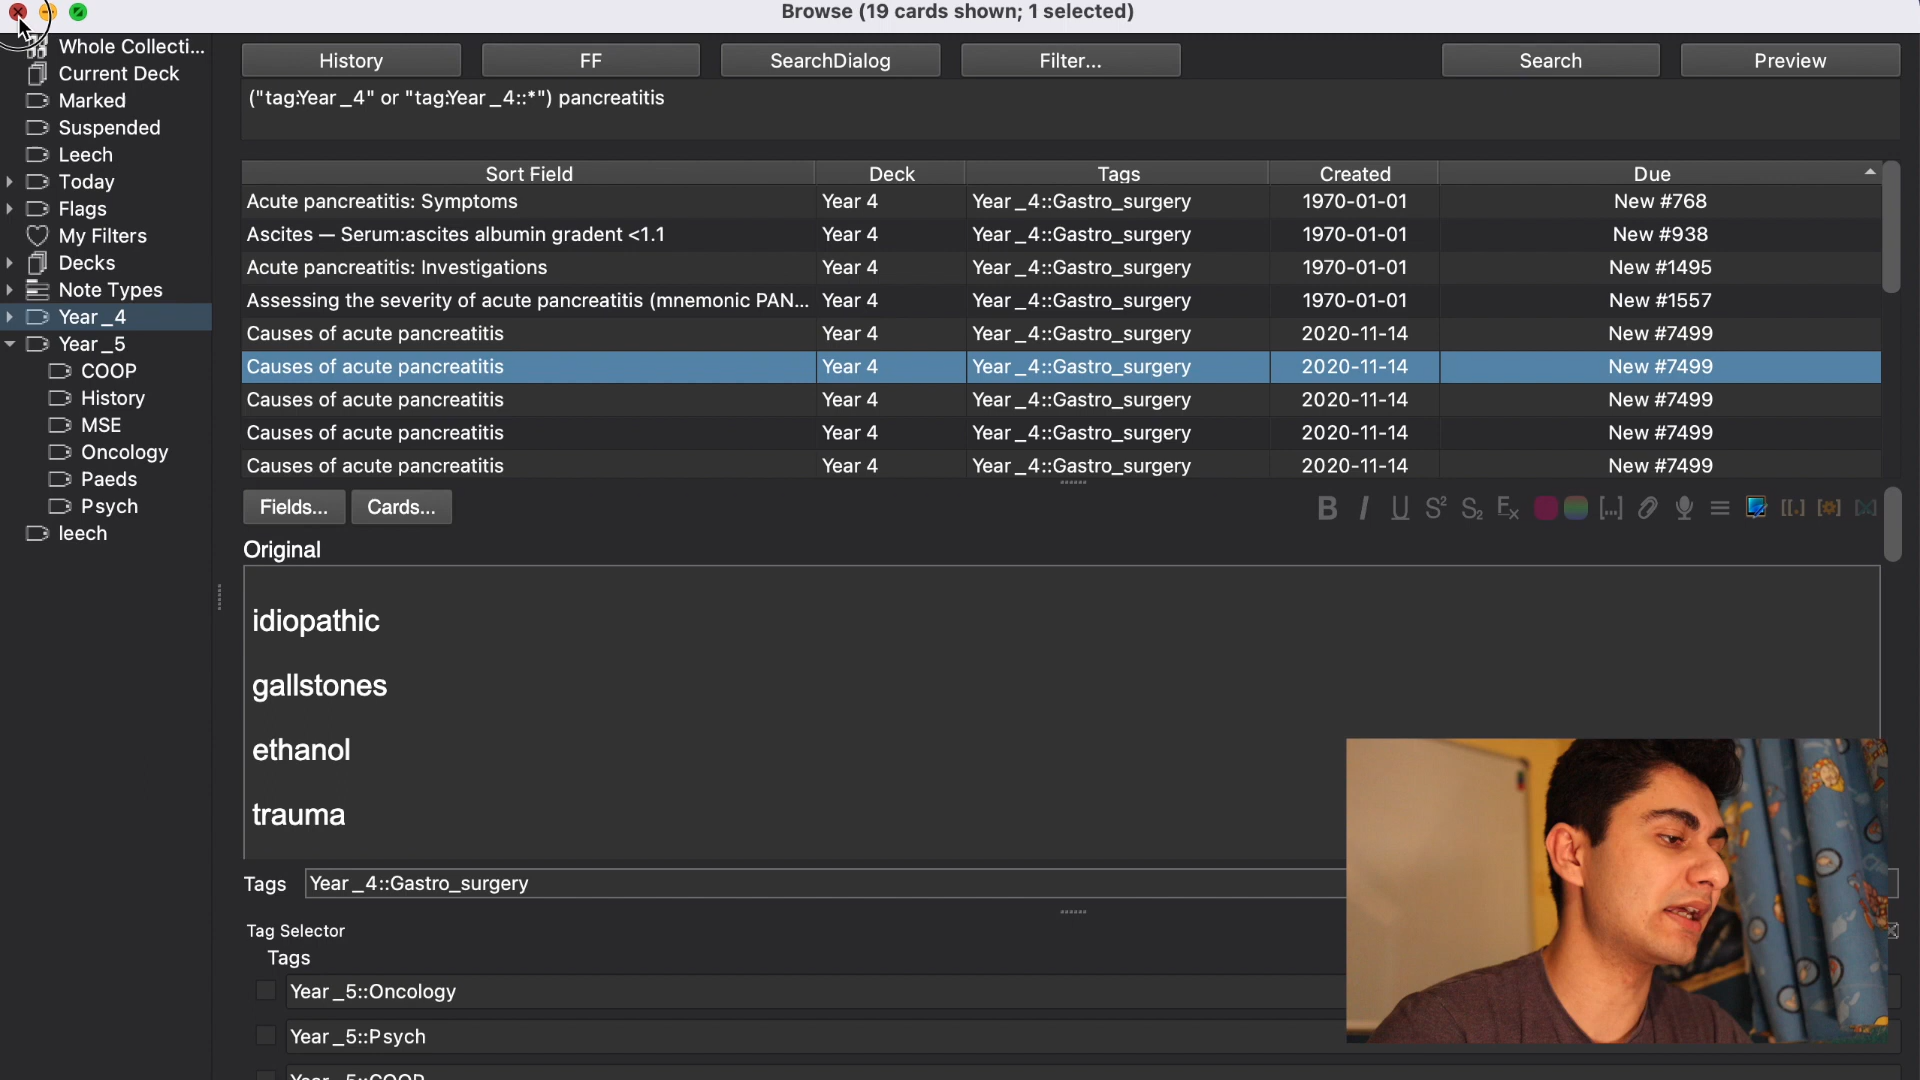 Browse (19 cards shown; 1 selected)
Whole Collecti...
Current Deck
Marked
Suspended
Leech
Today
Flags
My Filters
Decks
Note Types
Year_4
Year_5
COOP
History
MSE
Oncology
Paeds
Psych
leech
History FF SearchDialog Filter... Search Preview
("tag:Year_4" or "tag:Year_4::*") pancreatitis
Sort Field Deck Tags Created Due
Acute pancreatitis: Symptoms Year 4 Year_4::Gastro_surgery 1970-01-01 New #768
Ascites — Serum:ascites albumin gradent <1.1 Year 4 Year_4::Gastro_surgery 1970-01-01 New #938
Acute pancreatitis: Investigations Year 4 Year_4::Gastro_surgery 1970-01-01 New #1495
Assessing the severity of acute pancreatitis (mnemonic PAN... Year 4 Year_4::Gastro_surgery 1970-01-01 New #1557
Causes of acute pancreatitis Year 4 Year_4::Gastro_surgery 2020-11-14 New #7499
Causes of acute pancreatitis Year 4 Year_4::Gastro_surgery 2020-11-14 New #7499
Causes of acute pancreatitis Year 4 Year_4::Gastro_surgery 2020-11-14 New #7499
Causes of acute pancreatitis Year 4 Year_4::Gastro_surgery 2020-11-14 New #7499
Causes of acute pancreatitis Year 4 Year_4::Gastro_surgery 2020-11-14 New #7499
Fields... Cards...
Original
idiopathic
gallstones
ethanol
trauma
Tags Year_4::Gastro_surgery
Tag Selector
Tags
Year_5::Oncology
Year_5::Psych
Year_5::COOP